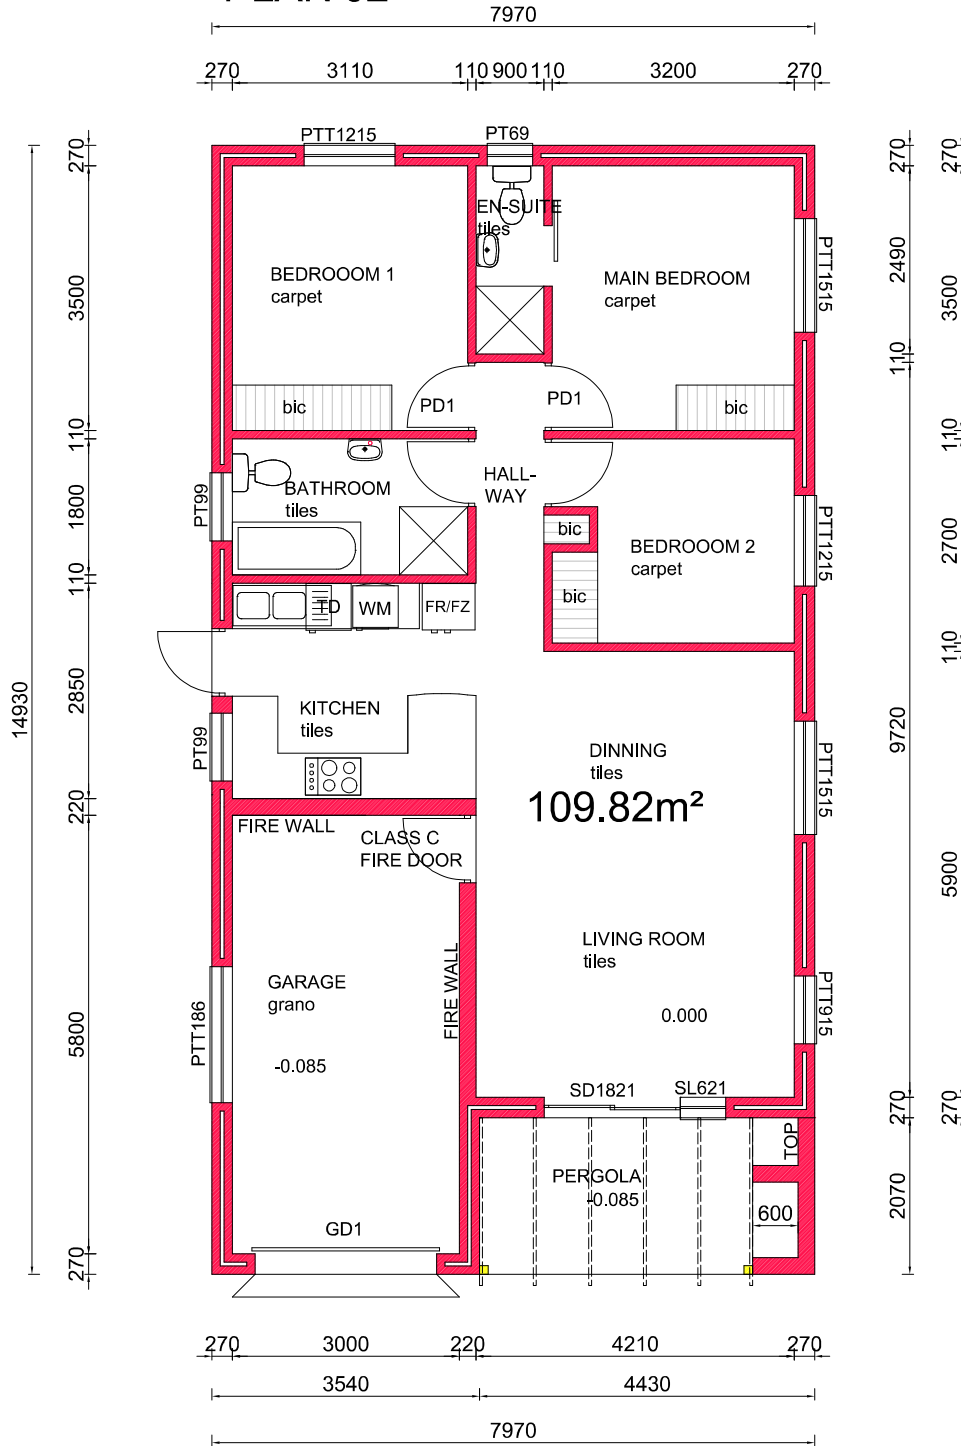 7970
270 3110 110 900 110 3200 270
PTT1215
PT69
EN-SUITE
tiles
BEDROOOM 1
carpet
MAIN BEDROOM
carpet
PTT1515
bic
PD1
PD1
bic
HALL-
WAY
BATHROOM
tiles
PT99
bic
BEDROOOM 2
carpet
PTT1215
bic
TD
WM
FR/FZ
KITCHEN
tiles
PT99
DINNING
tiles
109.82m²
PTT1515
FIRE WALL
CLASS C
FIRE DOOR
LIVING ROOM
tiles
0.000
PTT915
GARAGE
grano
-0.085
FIRE WALL
PTT186
SD1821
SL621
TOP
PERGOLA
-0.085
600
GD1
14930
270
3500
110
1800
110
2850
220
5800
270
270
2490
110
9720
270
2070
270
3500
110
2700
110
5900
270
270 3000 220 4210 270
3540 4430
7970